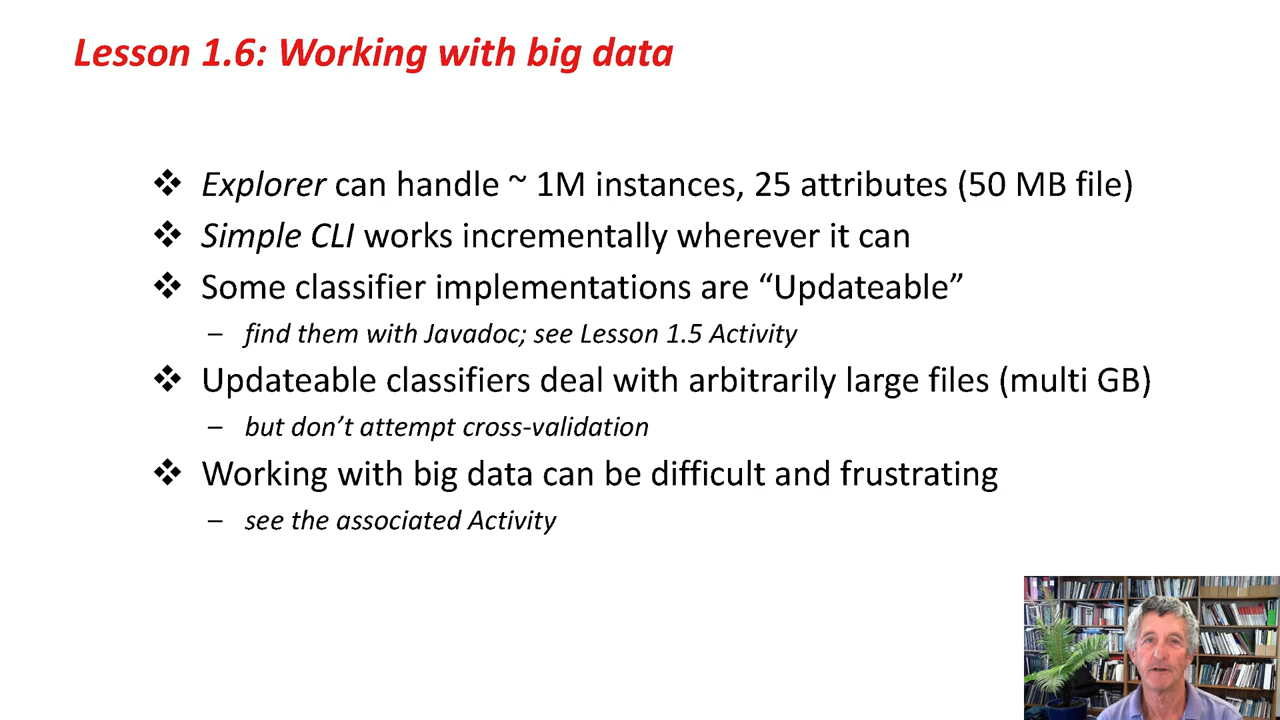 Lesson 1.6: Working with big data
❖ Explorer can handle ~ 1M instances, 25 attributes (50 MB file)
❖ Simple CLI works incrementally wherever it can
❖ Some classifier implementations are “Updateable”
– find them with Javadoc; see Lesson 1.5 Activity
❖ Updateable classifiers deal with arbitrarily large files (multi GB)
– but don’t attempt cross-validation
❖ Working with big data can be difficult and frustrating
– see the associated Activity